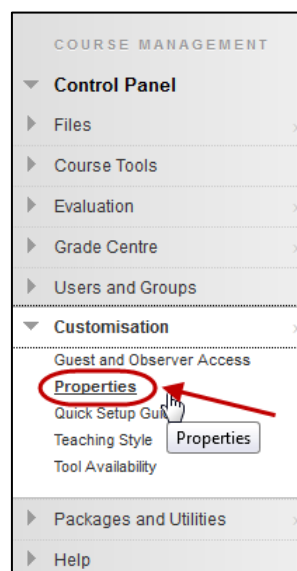 COURSE MANAGEMENT
Control Panel
Files
Course Tools
Evaluation
Grade Centre
Users and Groups
Customisation
Guest and Observer Access
Properties
Quick Setup
Teaching Style
Properties
Tool Availability
Packages and Utilities
Help